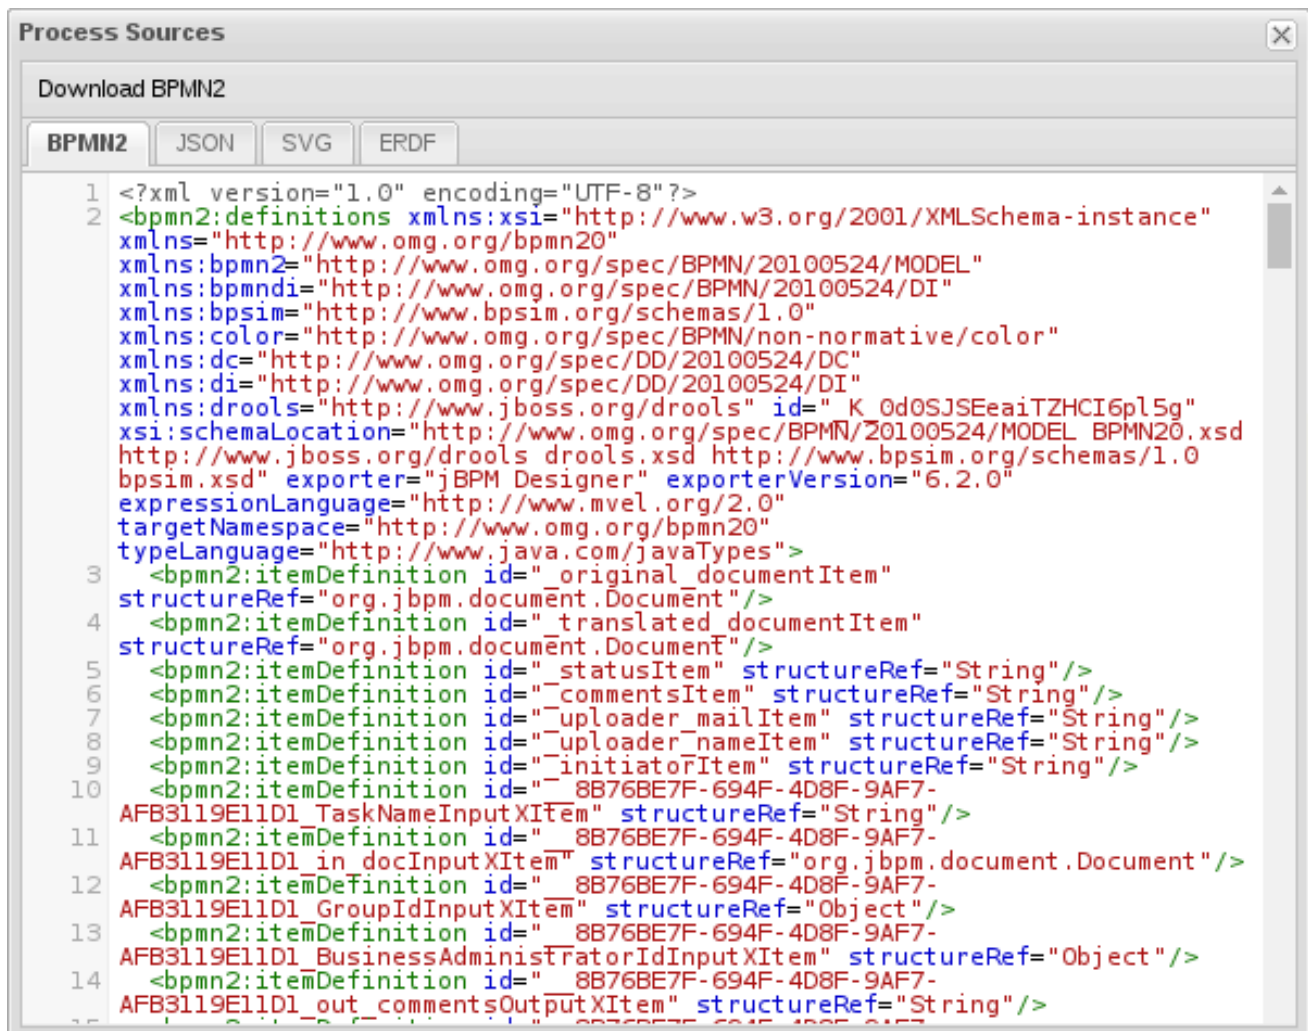 Process Sources
Download BPMN2
BPMN2 JSON SVG ERDF
1 <?xml version="1.0" encoding="UTF-8"?>
2 <bpmn2:definitions xmlns:xsi="http://www.w3.org/2001/XMLSchema-instance"
xmlns="http://www.omg.org/bpmn20"
xmlns:bpmn2="http://www.omg.org/spec/BPMN/20100524/MODEL"
xmlns:bpmndi="http://www.omg.org/spec/BPMN/20100524/DI"
xmlns:bpsim="http://www.bpsim.org/schemas/1.0"
xmlns:color="http://www.omg.org/spec/BPMN/non-normative/color"
xmlns:dc="http://www.omg.org/spec/DD/20100524/DC"
xmlns:di="http://www.omg.org/spec/DD/20100524/DI"
xmlns:drools="http://www.jboss.org/drools" id="_K_0d0SJSEeaiTZHCI6pl5g"
xsi:schemaLocation="http://www.omg.org/spec/BPMN/20100524/MODEL BPMN20.xsd
http://www.jboss.org/drools drools.xsd http://www.bpsim.org/schemas/1.0
bpsim.xsd" exporter="jBPM Designer" exporterVersion="6.2.0"
expressionLanguage="http://www.mvel.org/2.0"
targetNamespace="http://www.omg.org/bpmn20"
typeLanguage="http://www.java.com/javaTypes">
3 <bpmn2:itemDefinition id="_original_documentItem"
structureRef="org.jbpm.document.Document"/>
4 <bpmn2:itemDefinition id="_translated_documentItem"
structureRef="org.jbpm.document.Document"/>
5 <bpmn2:itemDefinition id="_statusItem" structureRef="String"/>
6 <bpmn2:itemDefinition id="_commentsItem" structureRef="String"/>
7 <bpmn2:itemDefinition id="_uploader_mailItem" structureRef="String"/>
8 <bpmn2:itemDefinition id="_uploader_nameItem" structureRef="String"/>
9 <bpmn2:itemDefinition id="_initiatorItem" structureRef="String"/>
10 <bpmn2:itemDefinition id="__8B76BE7F-694F-4D8F-9AF7-
AFB3119E11D1_TaskNameInputXItem" structureRef="String"/>
11 <bpmn2:itemDefinition id="__8B76BE7F-694F-4D8F-9AF7-
AFB3119E11D1_in_docInputXItem" structureRef="org.jbpm.document.Document"/>
12 <bpmn2:itemDefinition id="__8B76BE7F-694F-4D8F-9AF7-
AFB3119E11D1_GroupIdInputXItem" structureRef="Object"/>
13 <bpmn2:itemDefinition id="__8B76BE7F-694F-4D8F-9AF7-
AFB3119E11D1_BusinessAdministratorIdInputXItem" structureRef="Object"/>
14 <bpmn2:itemDefinition id="__8B76BE7F-694F-4D8F-9AF7-
AFB3119E11D1_out_commentsOutputXItem" structureRef="String"/>